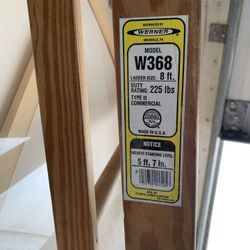 DISTRIBUTED BY
WERNER
GREENVILLE, PA
MODEL
W368
LADDER SIZE: 8 ft.
DUTY
RATING: 225 lbs
TYPE II
COMMERCIAL
MADE IN U.S.A.
NOTICE
HIGHEST STANDING LEVEL
5 ft. 7 in.